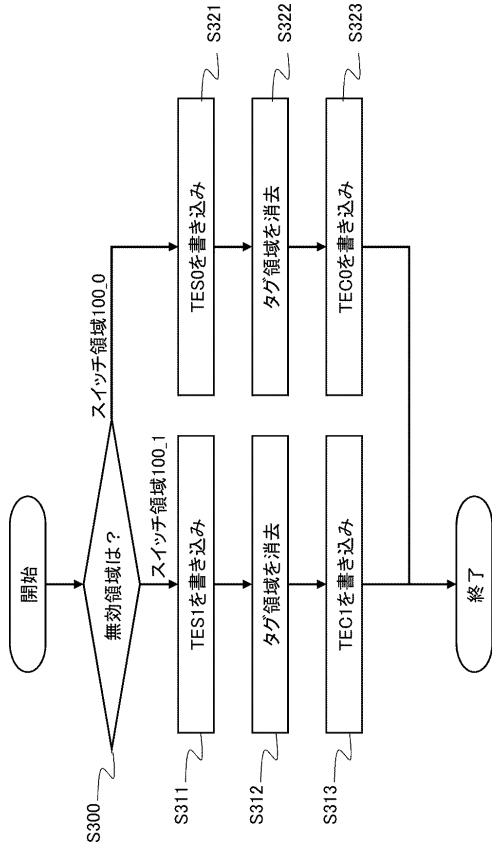 開始
無効領域は？
S300
スイッチ領域100_1
スイッチ領域100_0
TES1を書き込み
S311
TES0を書き込み
S321
タグ領域を消去
S312
タグ領域を消去
S322
TEC1を書き込み
S313
TEC0を書き込み
S323
終了